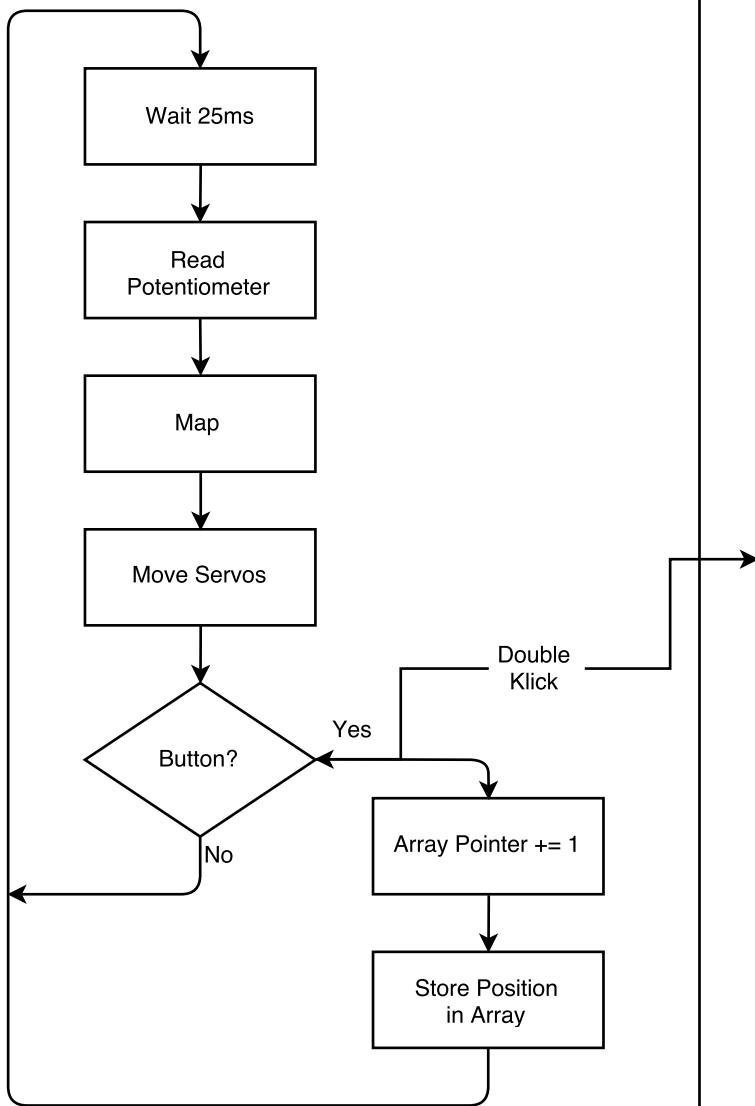 Wait 25ms
Read
Potentiometer
Map
Move Servos
Double
Klick
Yes
Button?
Array Pointer += 1
No
Store Position
in Array